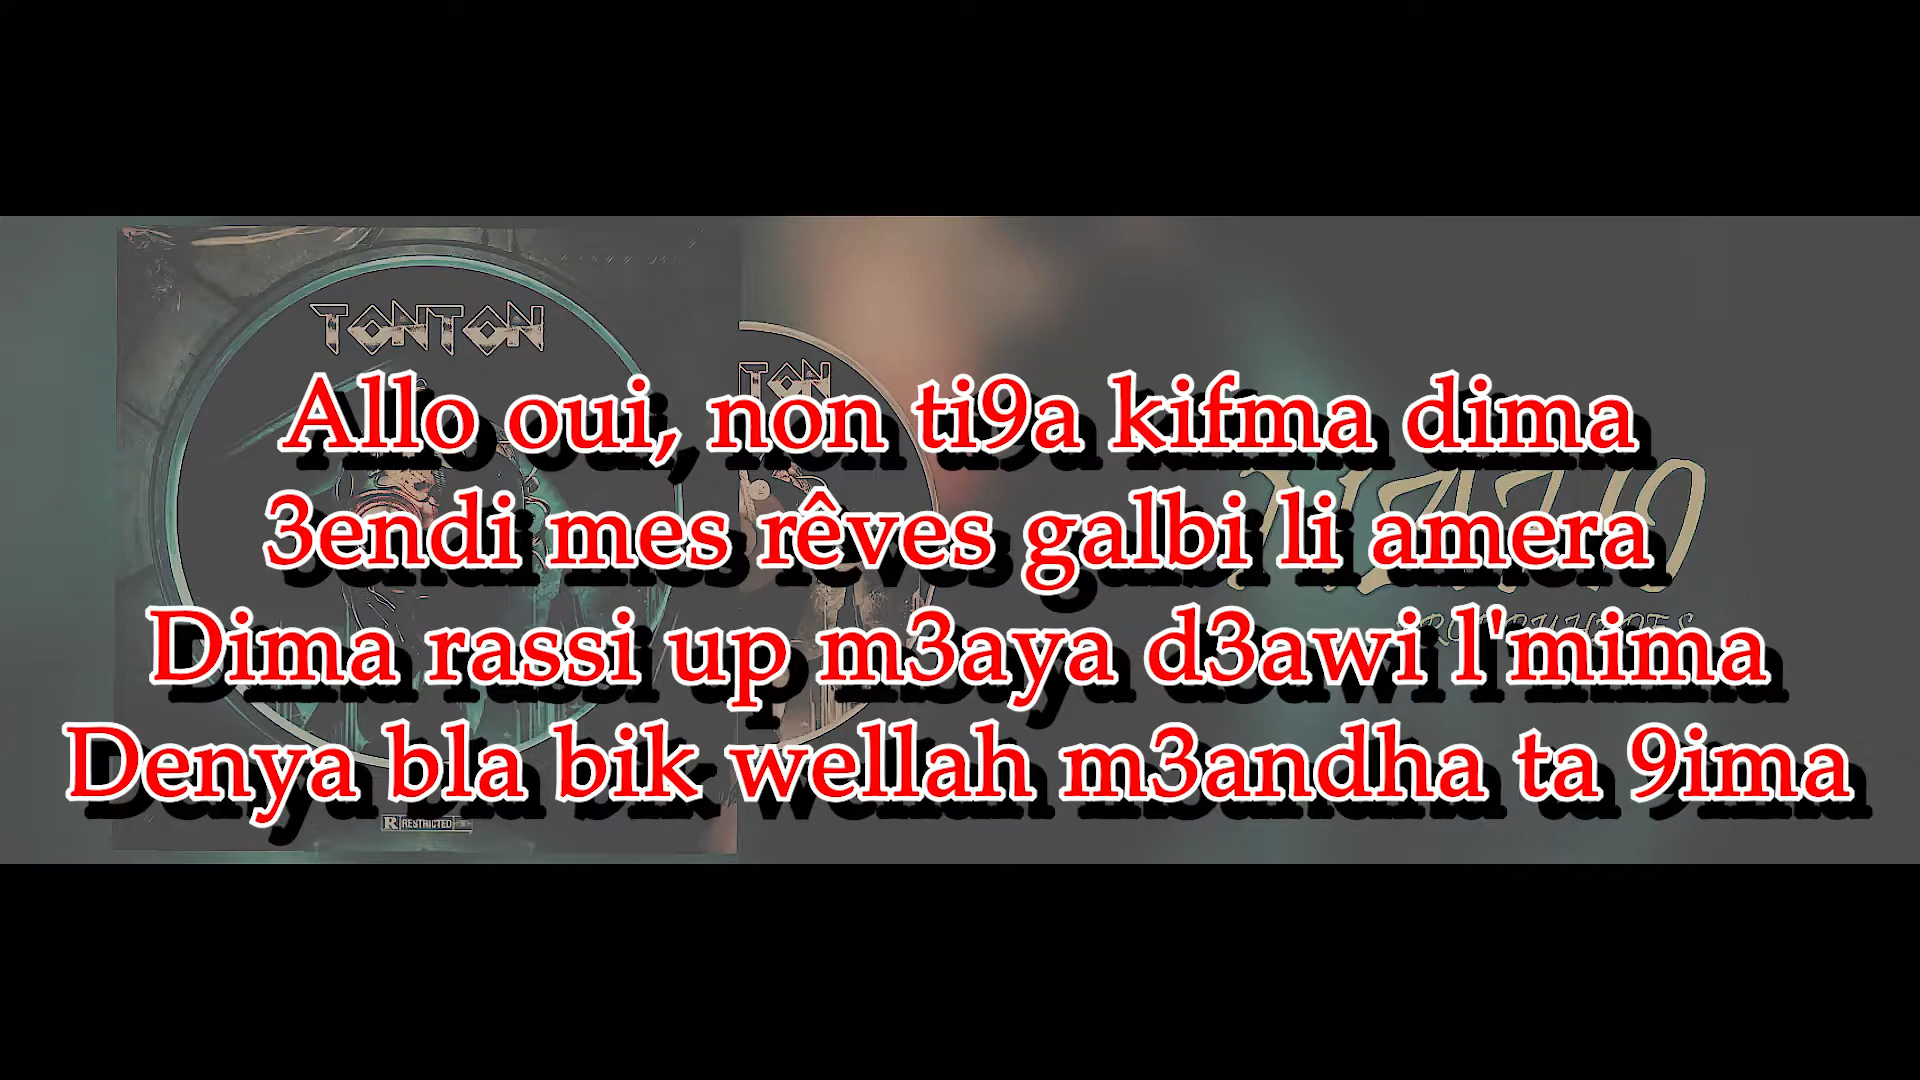 TONTON
TON
Allo oui, non ti9a kifma dima
3endi mes rêves galbi li amera
Dima rassi up m3aya d3awi l'mima
Denya bla bik wellah m3andha ta 9ima
R RESTRICTED